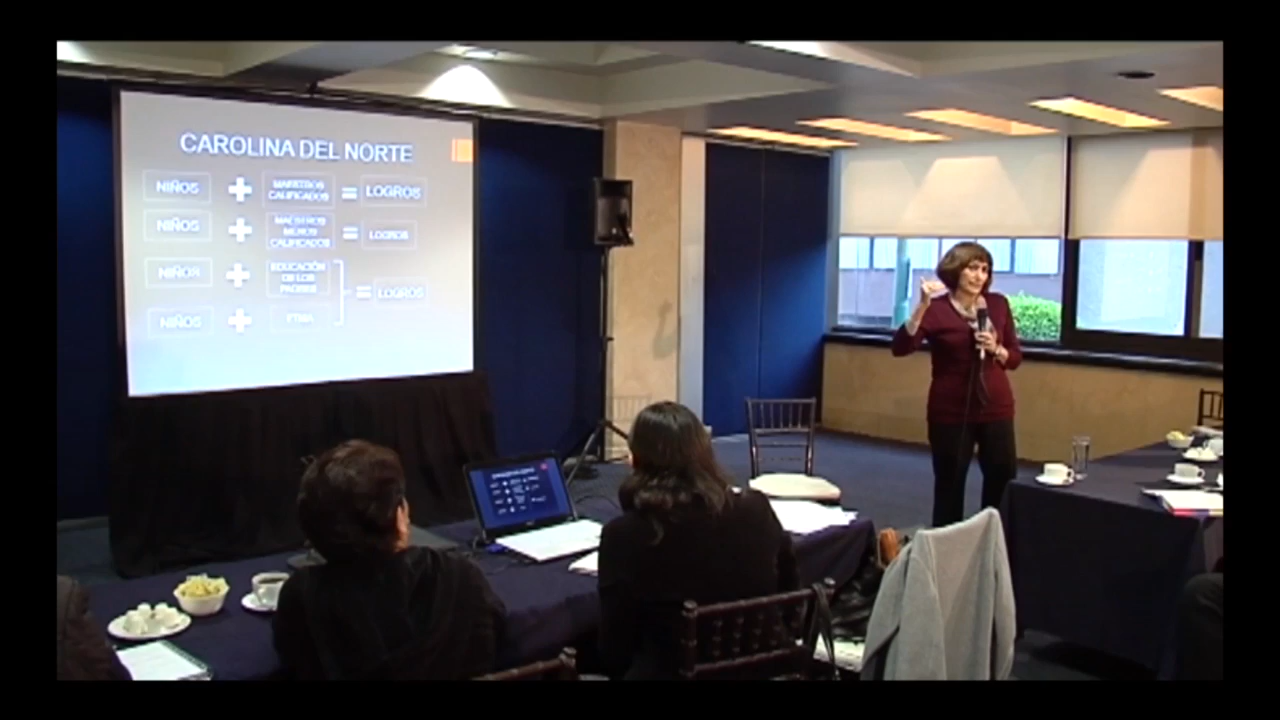 CAROLINA DEL NORTE
NIÑOS + MAESTROS CALIFICADOS = LOGROS
NIÑOS + MAESTROS MENOS CALIFICADOS = LOGROS
NIÑOS + EDUCACIÓN DE LOS PADRES = LOGROS
NIÑOS +